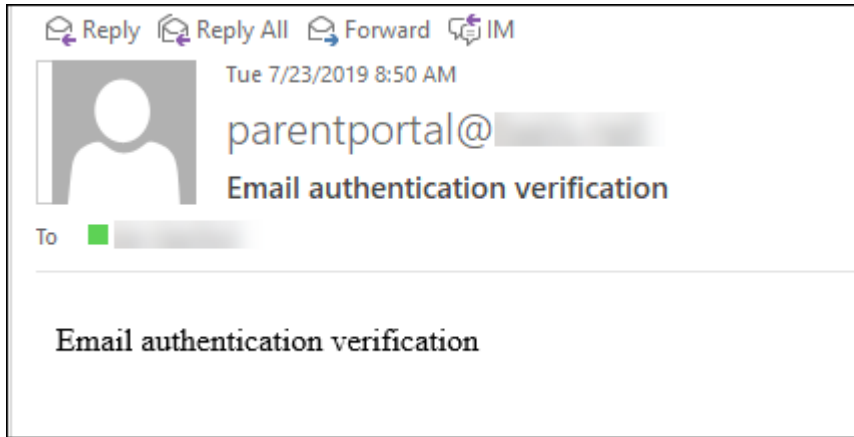 Reply Reply All Forward IM
Tue 7/23/2019 8:50 AM
parentportal@
Email authentication verification
To
Email authentication verification